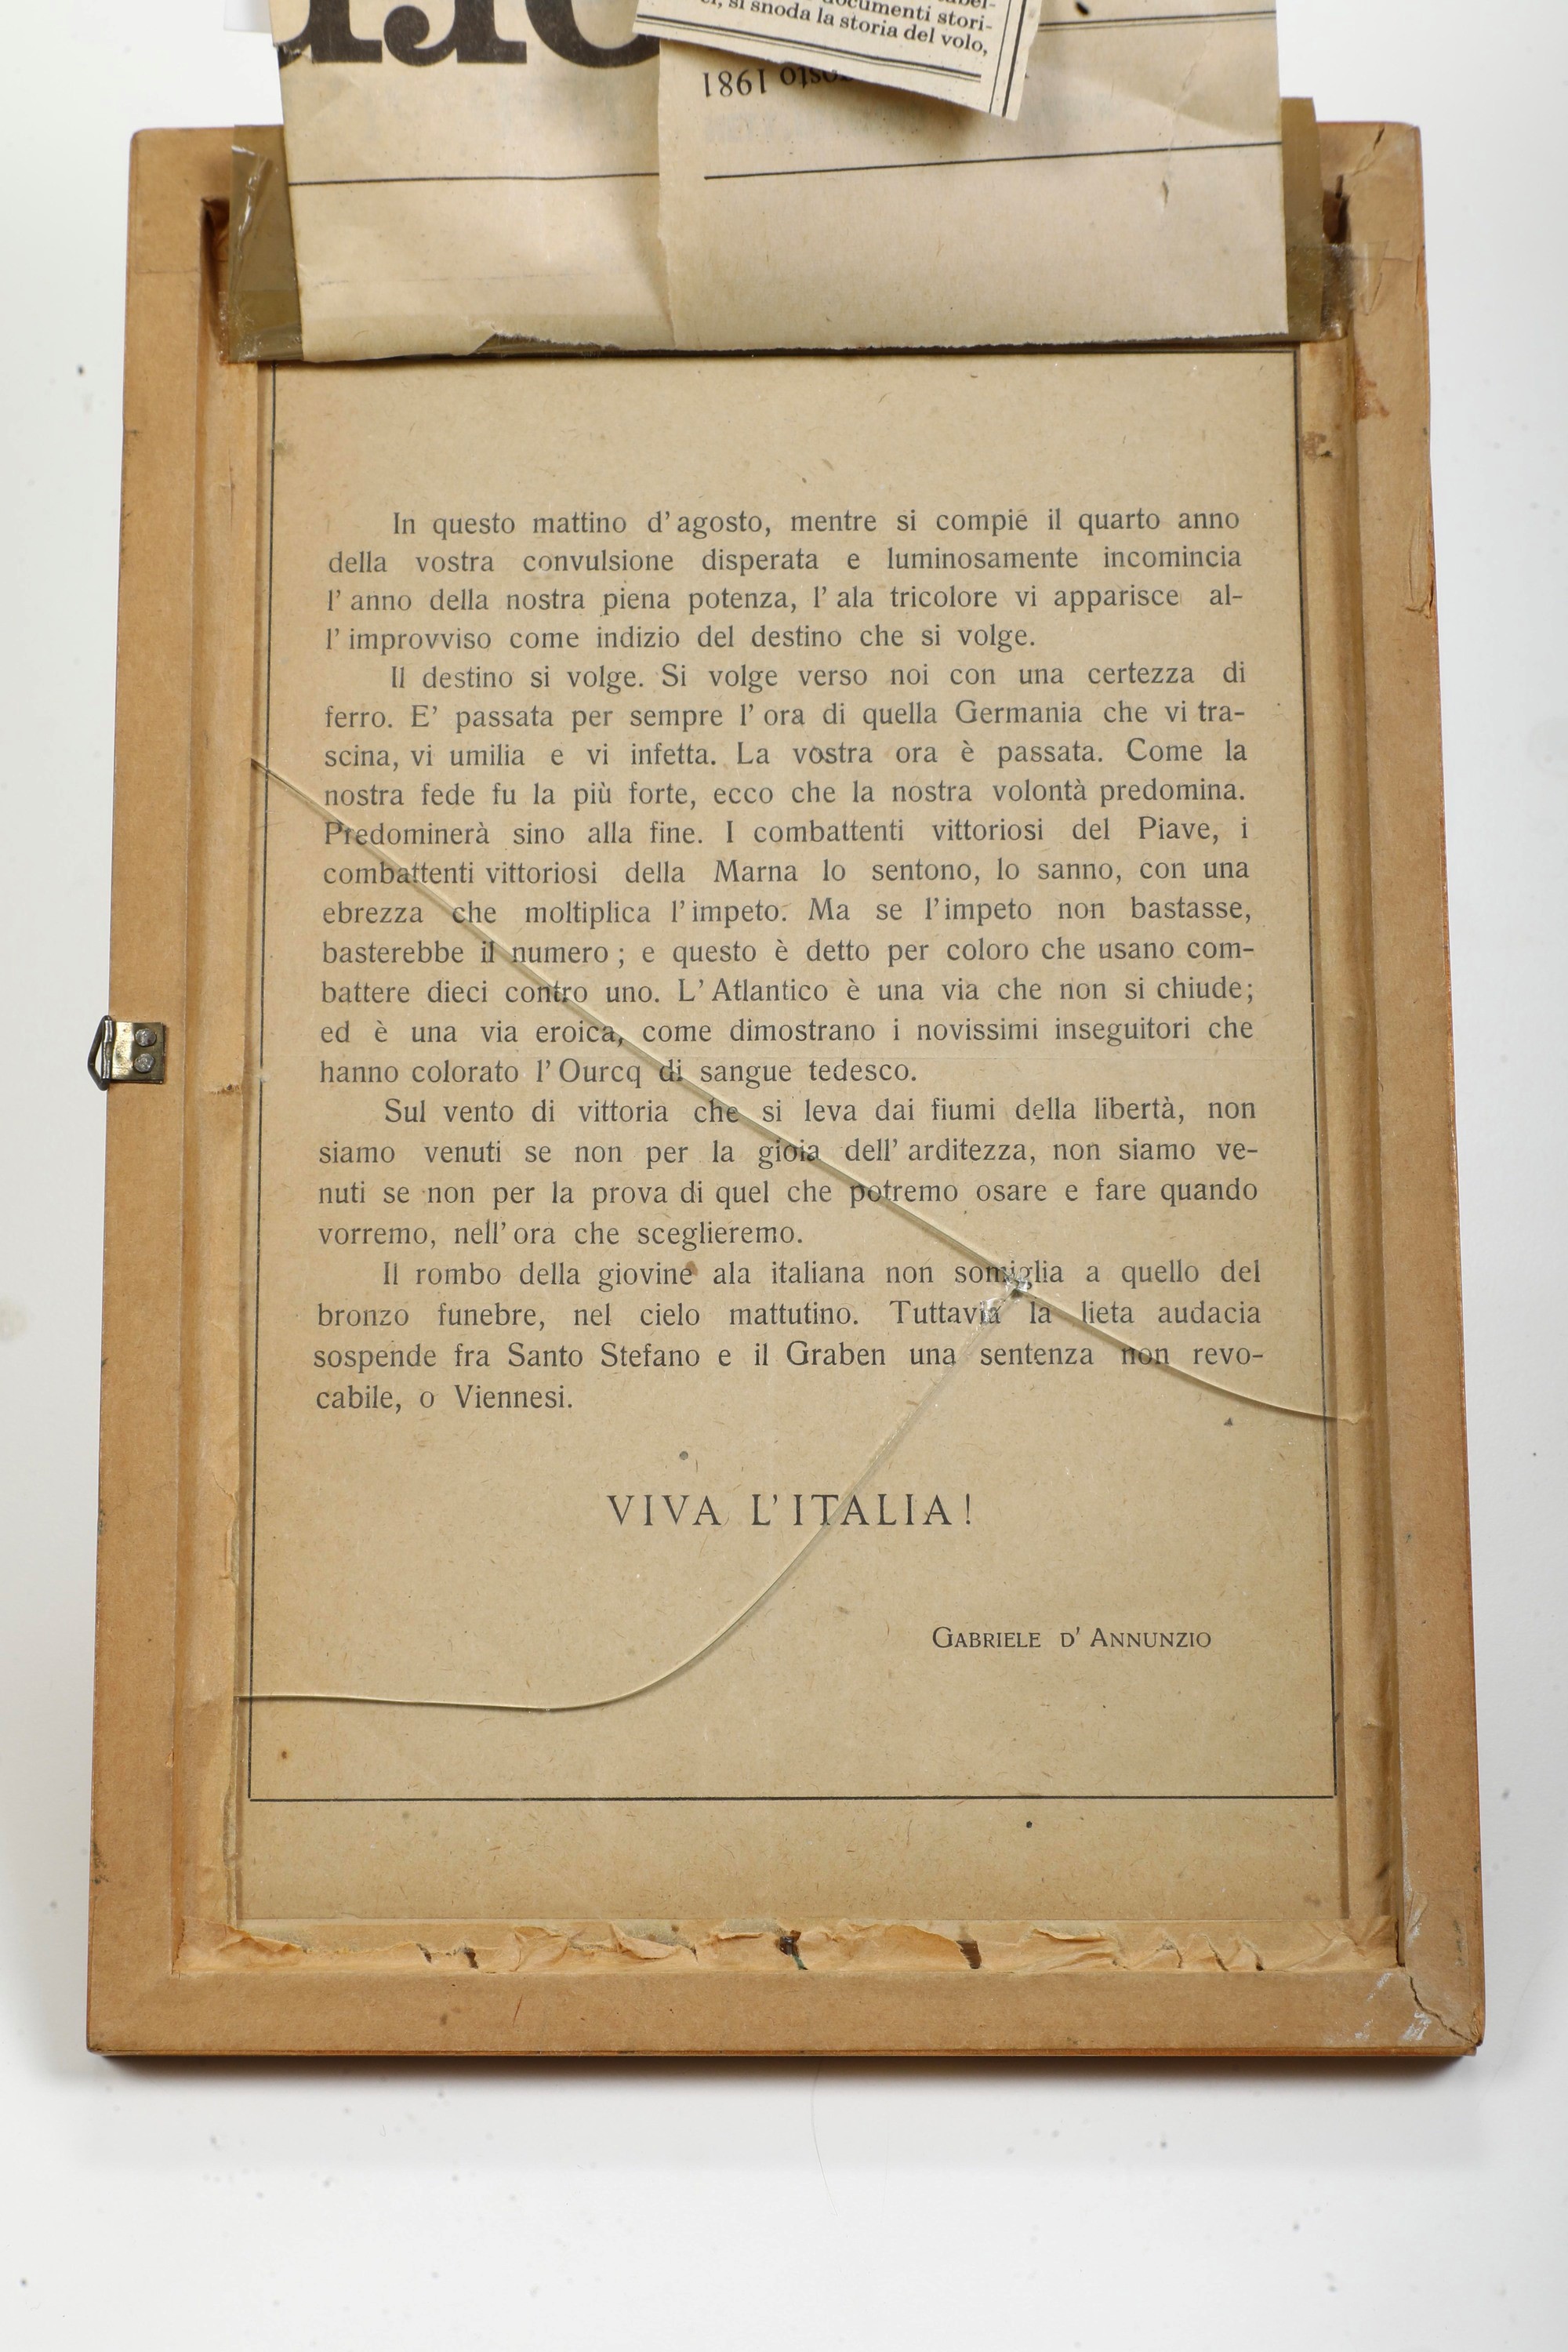 documenti stori-
si snoda la storia del volo,
1981
In questo mattino d'agosto, mentre si compie il quarto anno
della vostra convulsione disperata e luminosamente incomincia
l'anno della nostra piena potenza, l'ala tricolore vi apparisce al-
l'improvviso come indizio del destino che si volge.
Il destino si volge. Si volge verso noi con una certezza di
ferro. E' passata per sempre l'ora di quella Germania che vi tra-
scina, vi umilia e vi infetta. La vostra ora è passata. Come la
nostra fede fu la più forte, ecco che la nostra volontà predomina.
Predominerà sino alla fine. I combattenti vittoriosi del Piave, i
combattenti vittoriosi della Marna lo sentono, lo sanno, con una
ebrezza che moltiplica l'impeto. Ma se l'impeto non bastasse,
basterebbe il numero; e questo è detto per coloro che usano com-
battere dieci contro uno. L'Atlantico è una via che non si chiude;
ed è una via eroica, come dimostrano i novissimi inseguitori che
hanno colorato l'Ourcq di sangue tedesco.
Sul vento di vittoria che si leva dai fiumi della libertà, non
siamo venuti se non per la gioia dell'arditezza, non siamo ve-
nuti se non per la prova di quel che potremo osare e fare quando
vorremo, nell'ora che sceglieremo.
Il rombo della giovine ala italiana non somiglia a quello del
bronzo funebre, nel cielo mattutino. Tuttavia la lieta audacia
sospende fra Santo Stefano e il Graben una sentenza non revo-
cabile, o Viennesi.
VIVA L'ITALIA!
GABRIELE D'ANNUNZIO